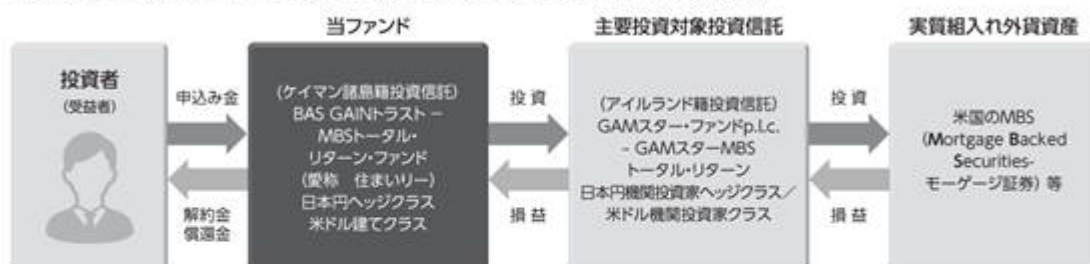 当ファンド
主要投資対象投資信託
実質組入れ外貨資産
投資者
(受益者)
申込み金
解約金
償還金
(ケイマン諸島籍投資信託)
BAS GAINトラスト –
MBSトータル・
リターン・ファンド
(愛称 住まいりー)
日本円ヘッジクラス
米ドル建てクラス
投 資
損 益
(アイルランド籍投資信託)
GAMスター・ファンドp.l.c.
- GAMスターMBS
トータル・リターン
日本円機関投資家ヘッジクラス/
米ドル機関投資家クラス
投 資
損 益
米国のMBS
(Mortgage Backed
Securities-
モーゲージ証券) 等